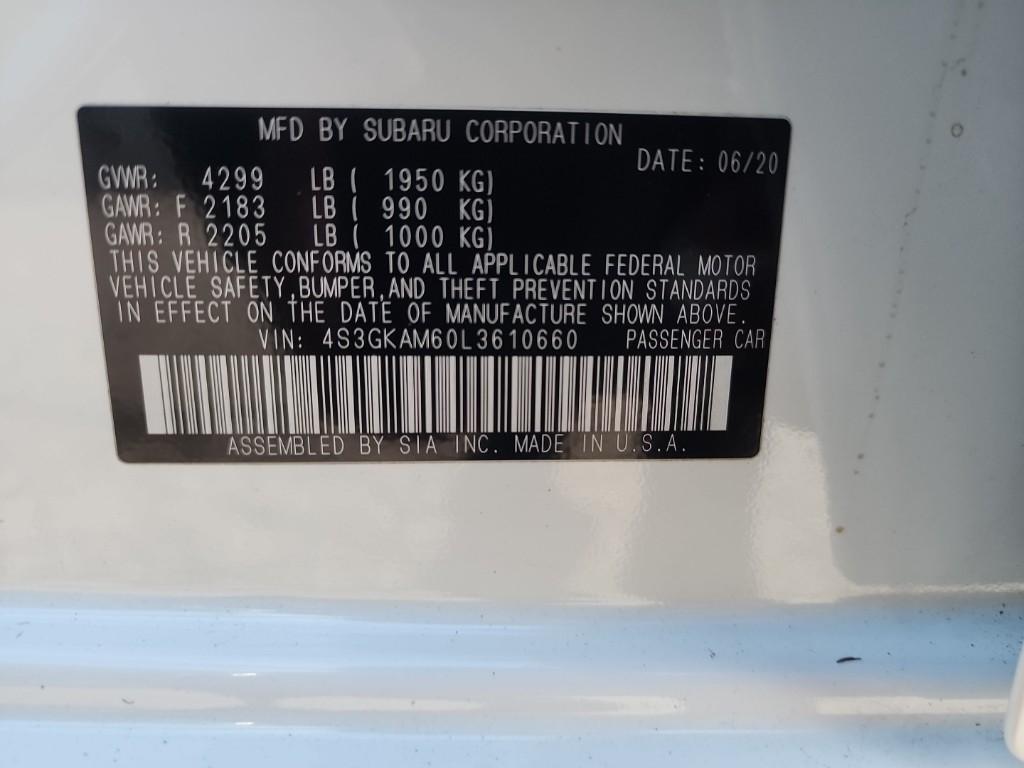 MFD BY SUBARU CORPORATION
DATE: 06/20
GVWR: 4299 LB ( 1950 KG)
GAWR: F 2183 LB ( 990 KG)
GAWR: R 2205 LB ( 1000 KG)
THIS VEHICLE CONFORMS TO ALL APPLICABLE FEDERAL MOTOR
VEHICLE SAFETY,BUMPER,AND THEFT PREVENTION STANDARDS
IN EFFECT ON THE DATE OF MANUFACTURE SHOWN ABOVE.
VIN: 4S3GKAM60L3610660 PASSENGER CAR
ASSEMBLED BY SIA INC. MADE IN U.S.A.